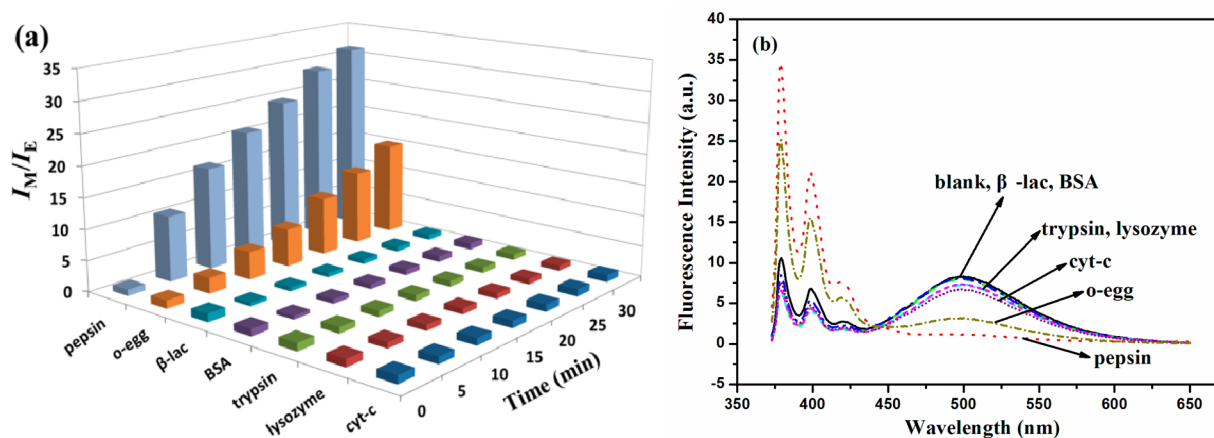 (a)
35
30
25
20
15
10
5
0
I_M/I_E
pepsin
o-egg
β-lac
BSA
trypsin
lysozyme
cyt-c
0
5
10
15
20
25
30
Time (min)
(b)
40
35
30
25
20
15
10
5
0
-5
Fluorescence Intensity (a.u.)
blank, β -lac, BSA
trypsin, lysozyme
cyt-c
o-egg
pepsin
350 400 450 500 550 600 650
Wavelength (nm)